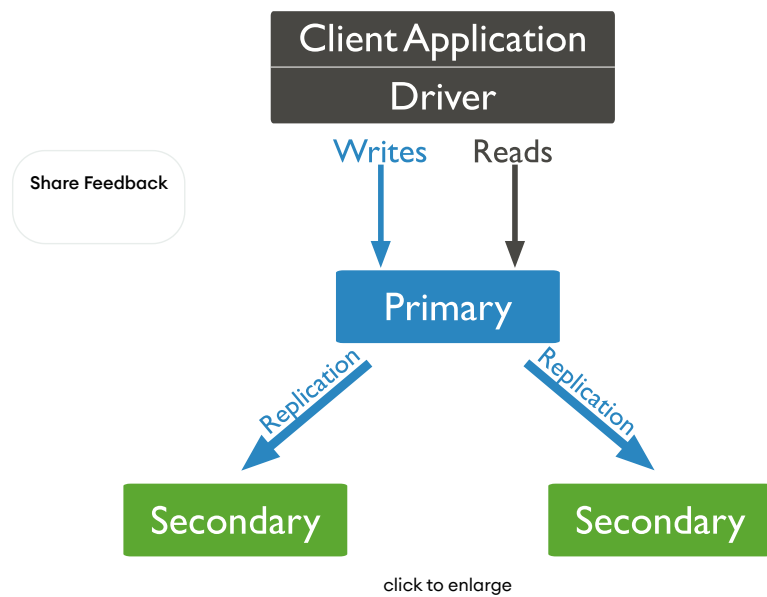 Client Application
Driver
Writes
Reads
Share Feedback
Primary
Replication
Replication
Secondary
Secondary
click to enlarge